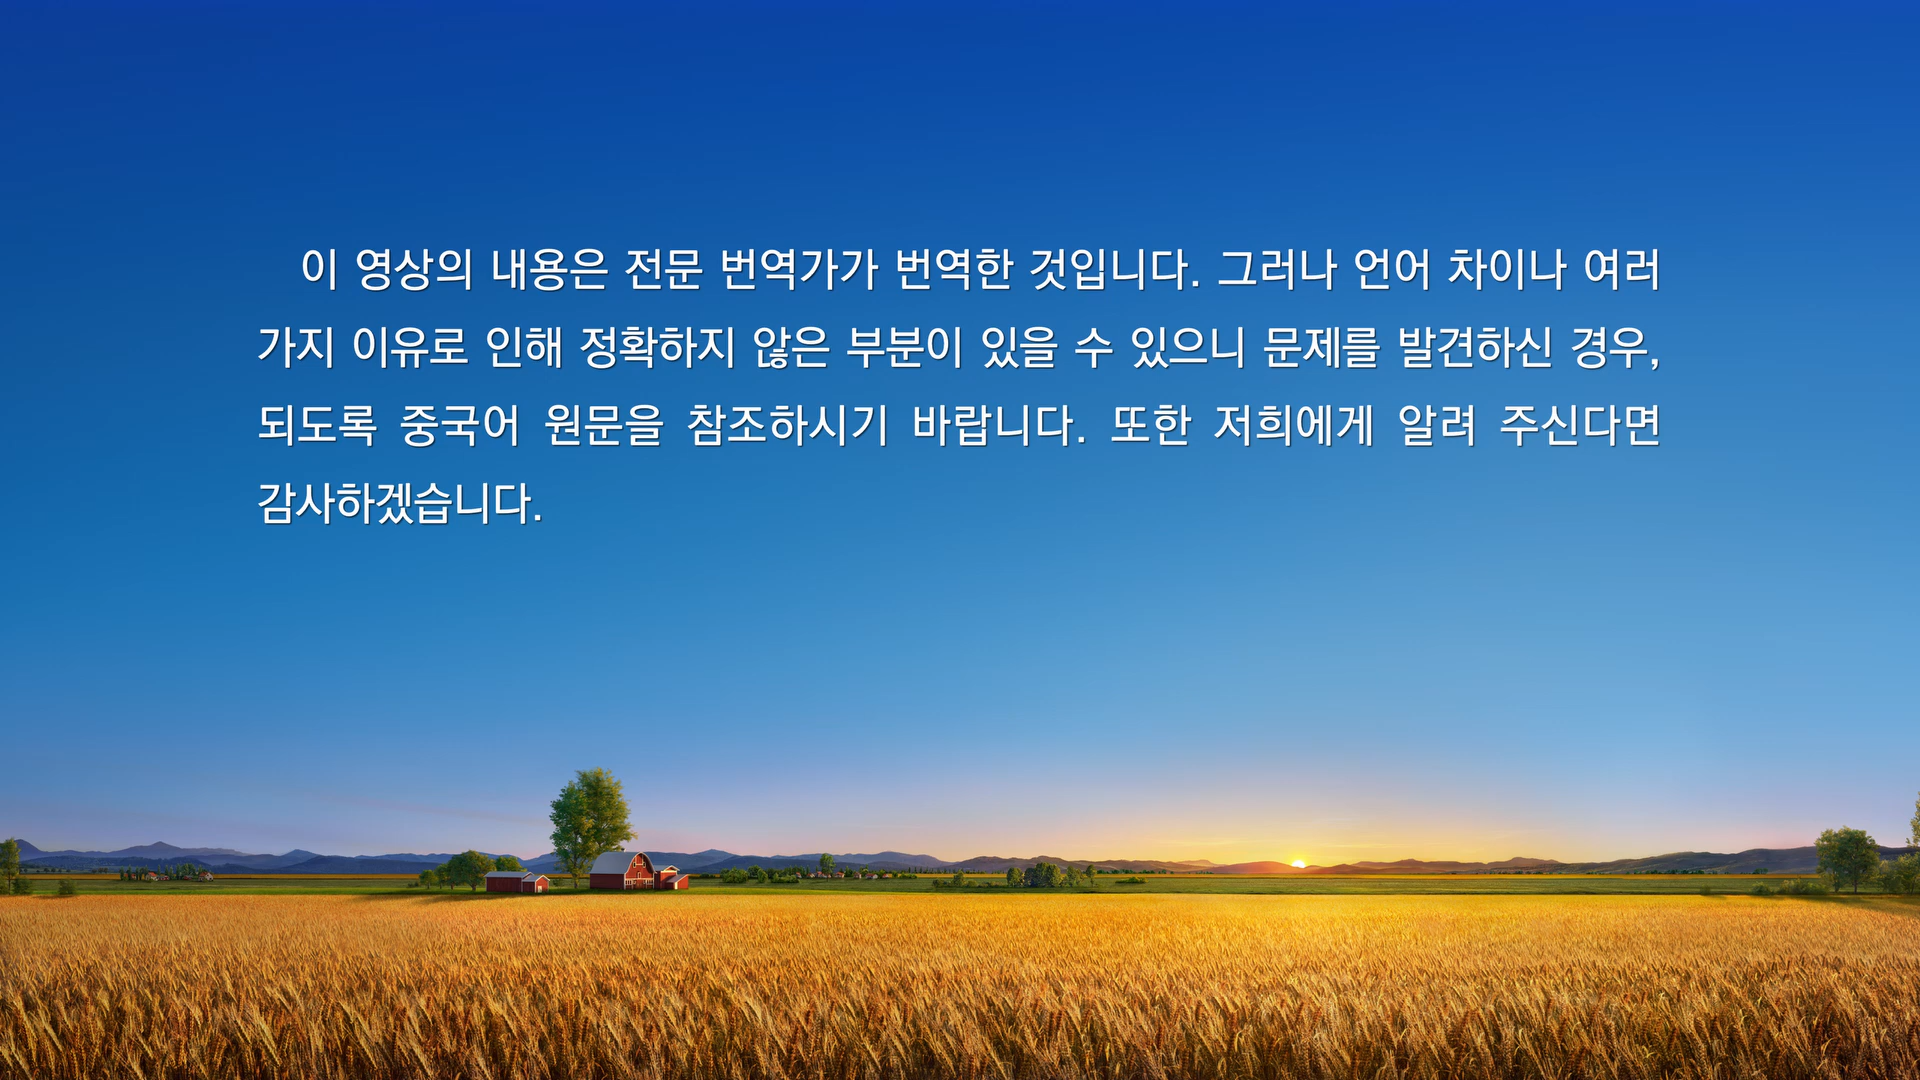 이 영상의 내용은 전문 번역가가 번역한 것입니다. 그러나 언어 차이나 여러
가지 이유로 인해 정확하지 않은 부분이 있을 수 있으니 문제를 발견하신 경우,
되도록 중국어 원문을 참조하시기 바랍니다. 또한 저희에게 알려 주신다면
감사하겠습니다.